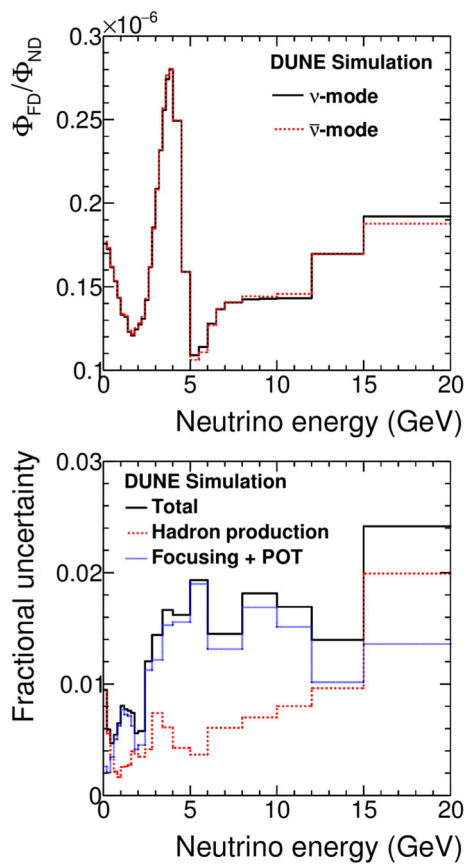 ×10⁻⁶
0.3
DUNE Simulation
ν-mode
ν̅-mode
0.25
0.2
0.15
0.1
Φ_FD/Φ_ND
0 5 10 15 20
Neutrino energy (GeV)
0.03
DUNE Simulation
Total
Hadron production
Focusing + POT
0.02
0.01
0
Fractional uncertainty
0 5 10 15 20
Neutrino energy (GeV)